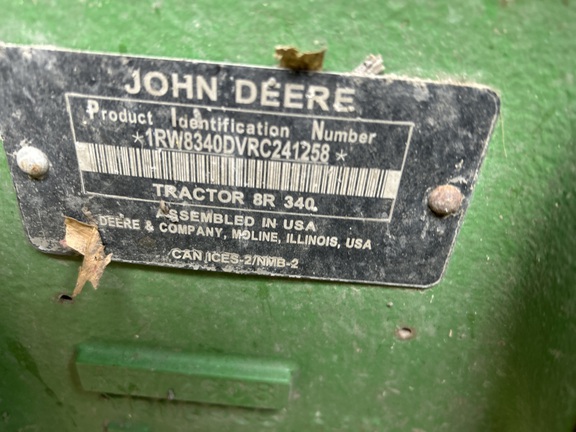 JOHN DEERE
Product Identification Number
*1RW8340DVRC241258*
TRACTOR 8R 340
ASSEMBLED IN USA
DEERE & COMPANY, MOLINE, ILLINOIS, USA
CAN ICES-2/NMB-2